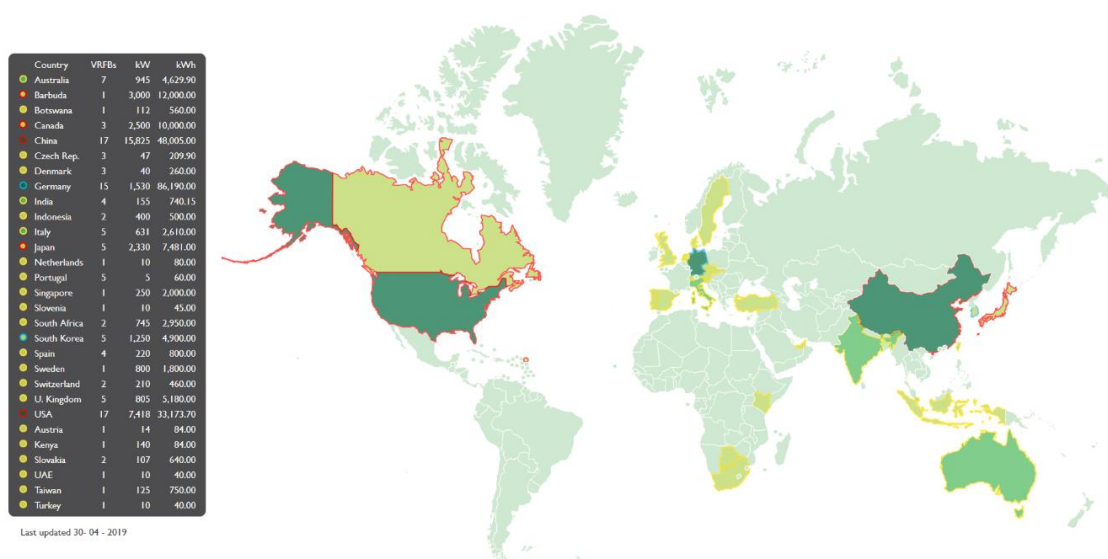 Country VRFBs kW kWh
Australia 7 945 4,629.90
Barbuda 1 3,000 12,000.00
Botswana 1 112 560.00
Canada 3 2,500 10,000.00
China 17 15,825 48,005.00
Czech Rep. 3 47 209.90
Denmark 3 40 260.00
Germany 15 1,530 86,190.00
India 4 155 740.15
Indonesia 2 400 500.00
Italy 5 631 2,610.00
Japan 5 2,330 7,481.00
Netherlands 1 10 80.00
Portugal 5 5 60.00
Singapore 1 250 2,000.00
Slovenia 1 10 45.00
South Africa 2 745 2,950.00
South Korea 5 1,250 4,900.00
Spain 4 220 800.00
Sweden 1 800 1,800.00
Switzerland 2 210 460.00
U. Kingdom 5 805 5,180.00
USA 17 7,418 33,173.70
Austria 1 14 84.00
Kenya 1 140 84.00
Slovakia 2 107 640.00
UAE 1 10 40.00
Taiwan 1 125 750.00
Turkey 1 10 40.00
Last updated 30- 04 - 2019